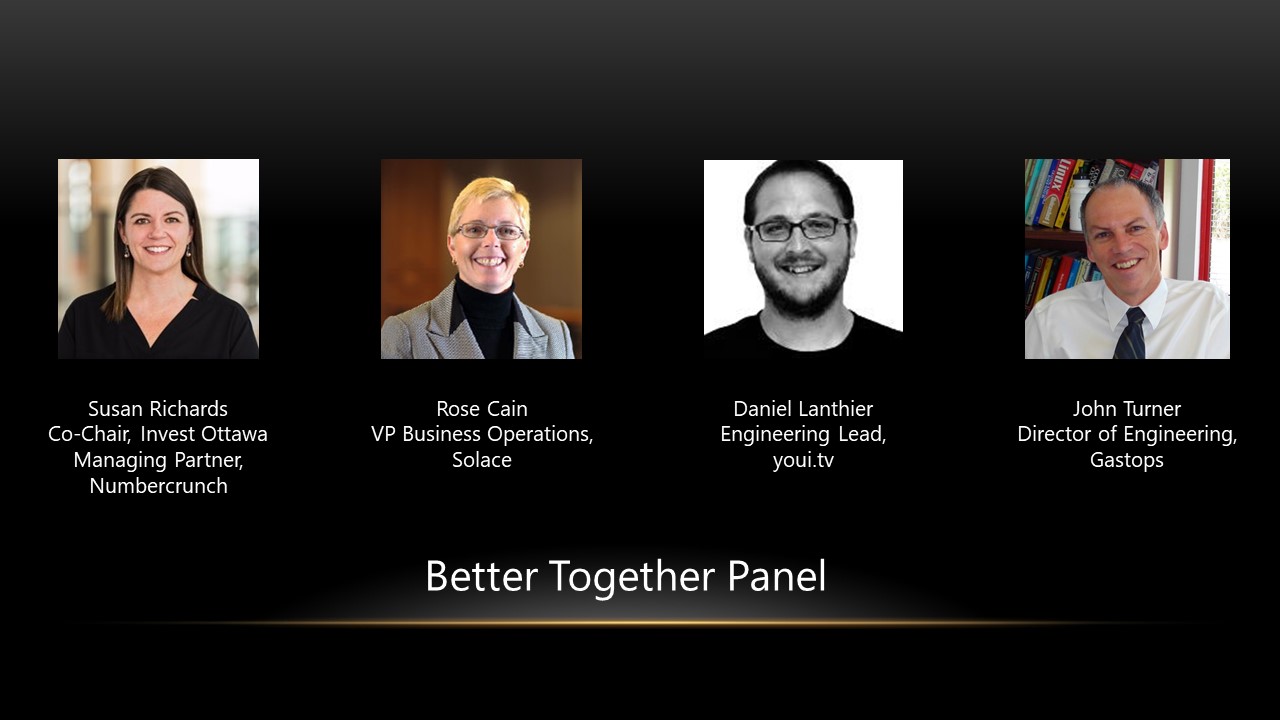 LINUX
Susan Richards
Co-Chair, Invest Ottawa
Managing Partner,
Numbercrunch
Rose Cain
VP Business Operations,
Solace
Daniel Lanthier
Engineering Lead,
youi.tv
John Turner
Director of Engineering,
Gastops
Better Together Panel